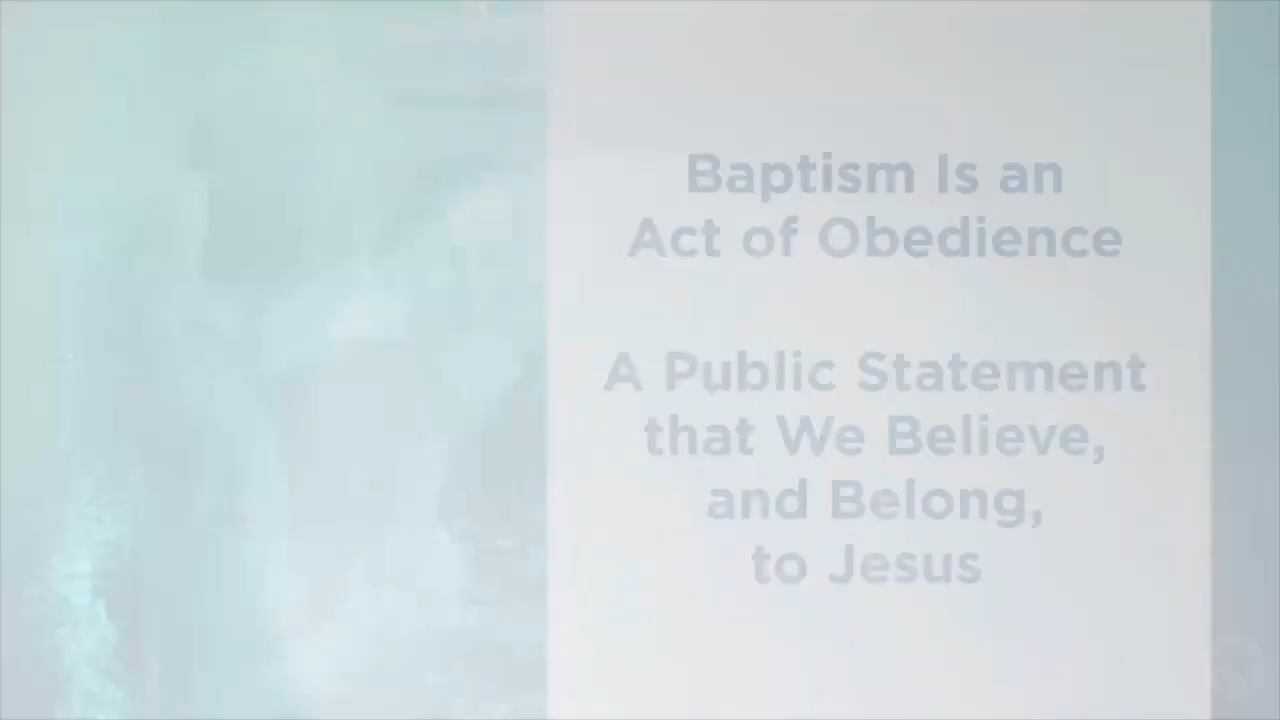 Baptism Is an
Act of Obedience
A Public Statement
that We Believe,
and Belong,
to Jesus